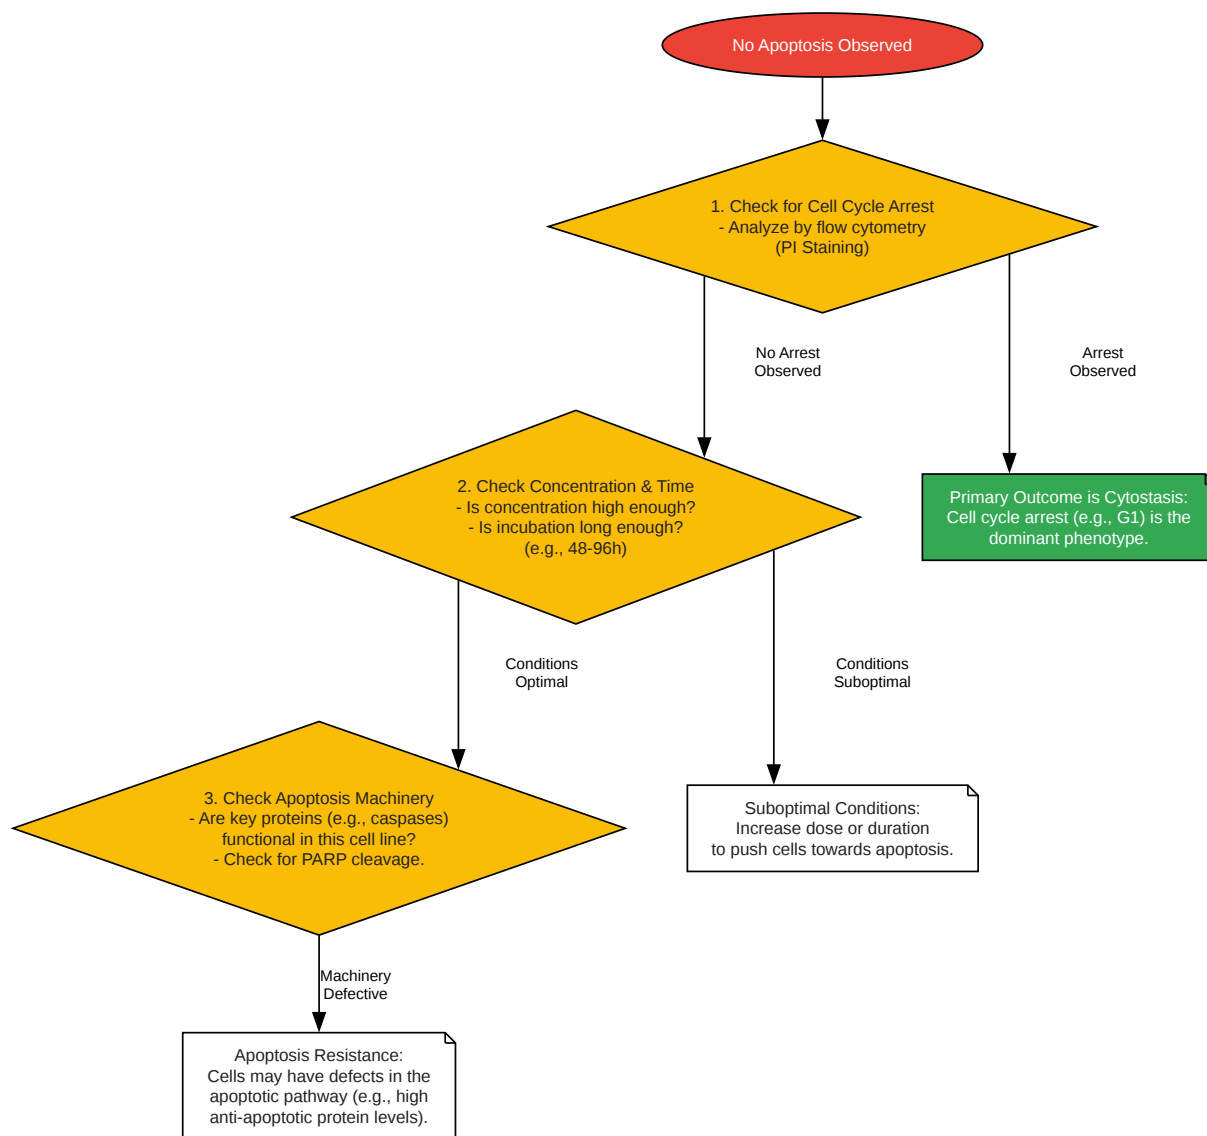 No Apoptosis Observed
1. Check for Cell Cycle Arrest
- Analyze by flow cytometry
(PI Staining)
No Arrest
Observed
Arrest
Observed
2. Check Concentration & Time
- Is concentration high enough?
- Is incubation long enough?
(e.g., 48-96h)
Primary Outcome is Cytostasis:
Cell cycle arrest (e.g., G1) is the
dominant phenotype.
Conditions
Optimal
Conditions
Suboptimal
3. Check Apoptosis Machinery
- Are key proteins (e.g., caspases)
functional in this cell line?
- Check for PARP cleavage.
Suboptimal Conditions:
Increase dose or duration
to push cells towards apoptosis.
Machinery
Defective
Apoptosis Resistance:
Cells may have defects in the
apoptotic pathway (e.g., high
anti-apoptotic protein levels).